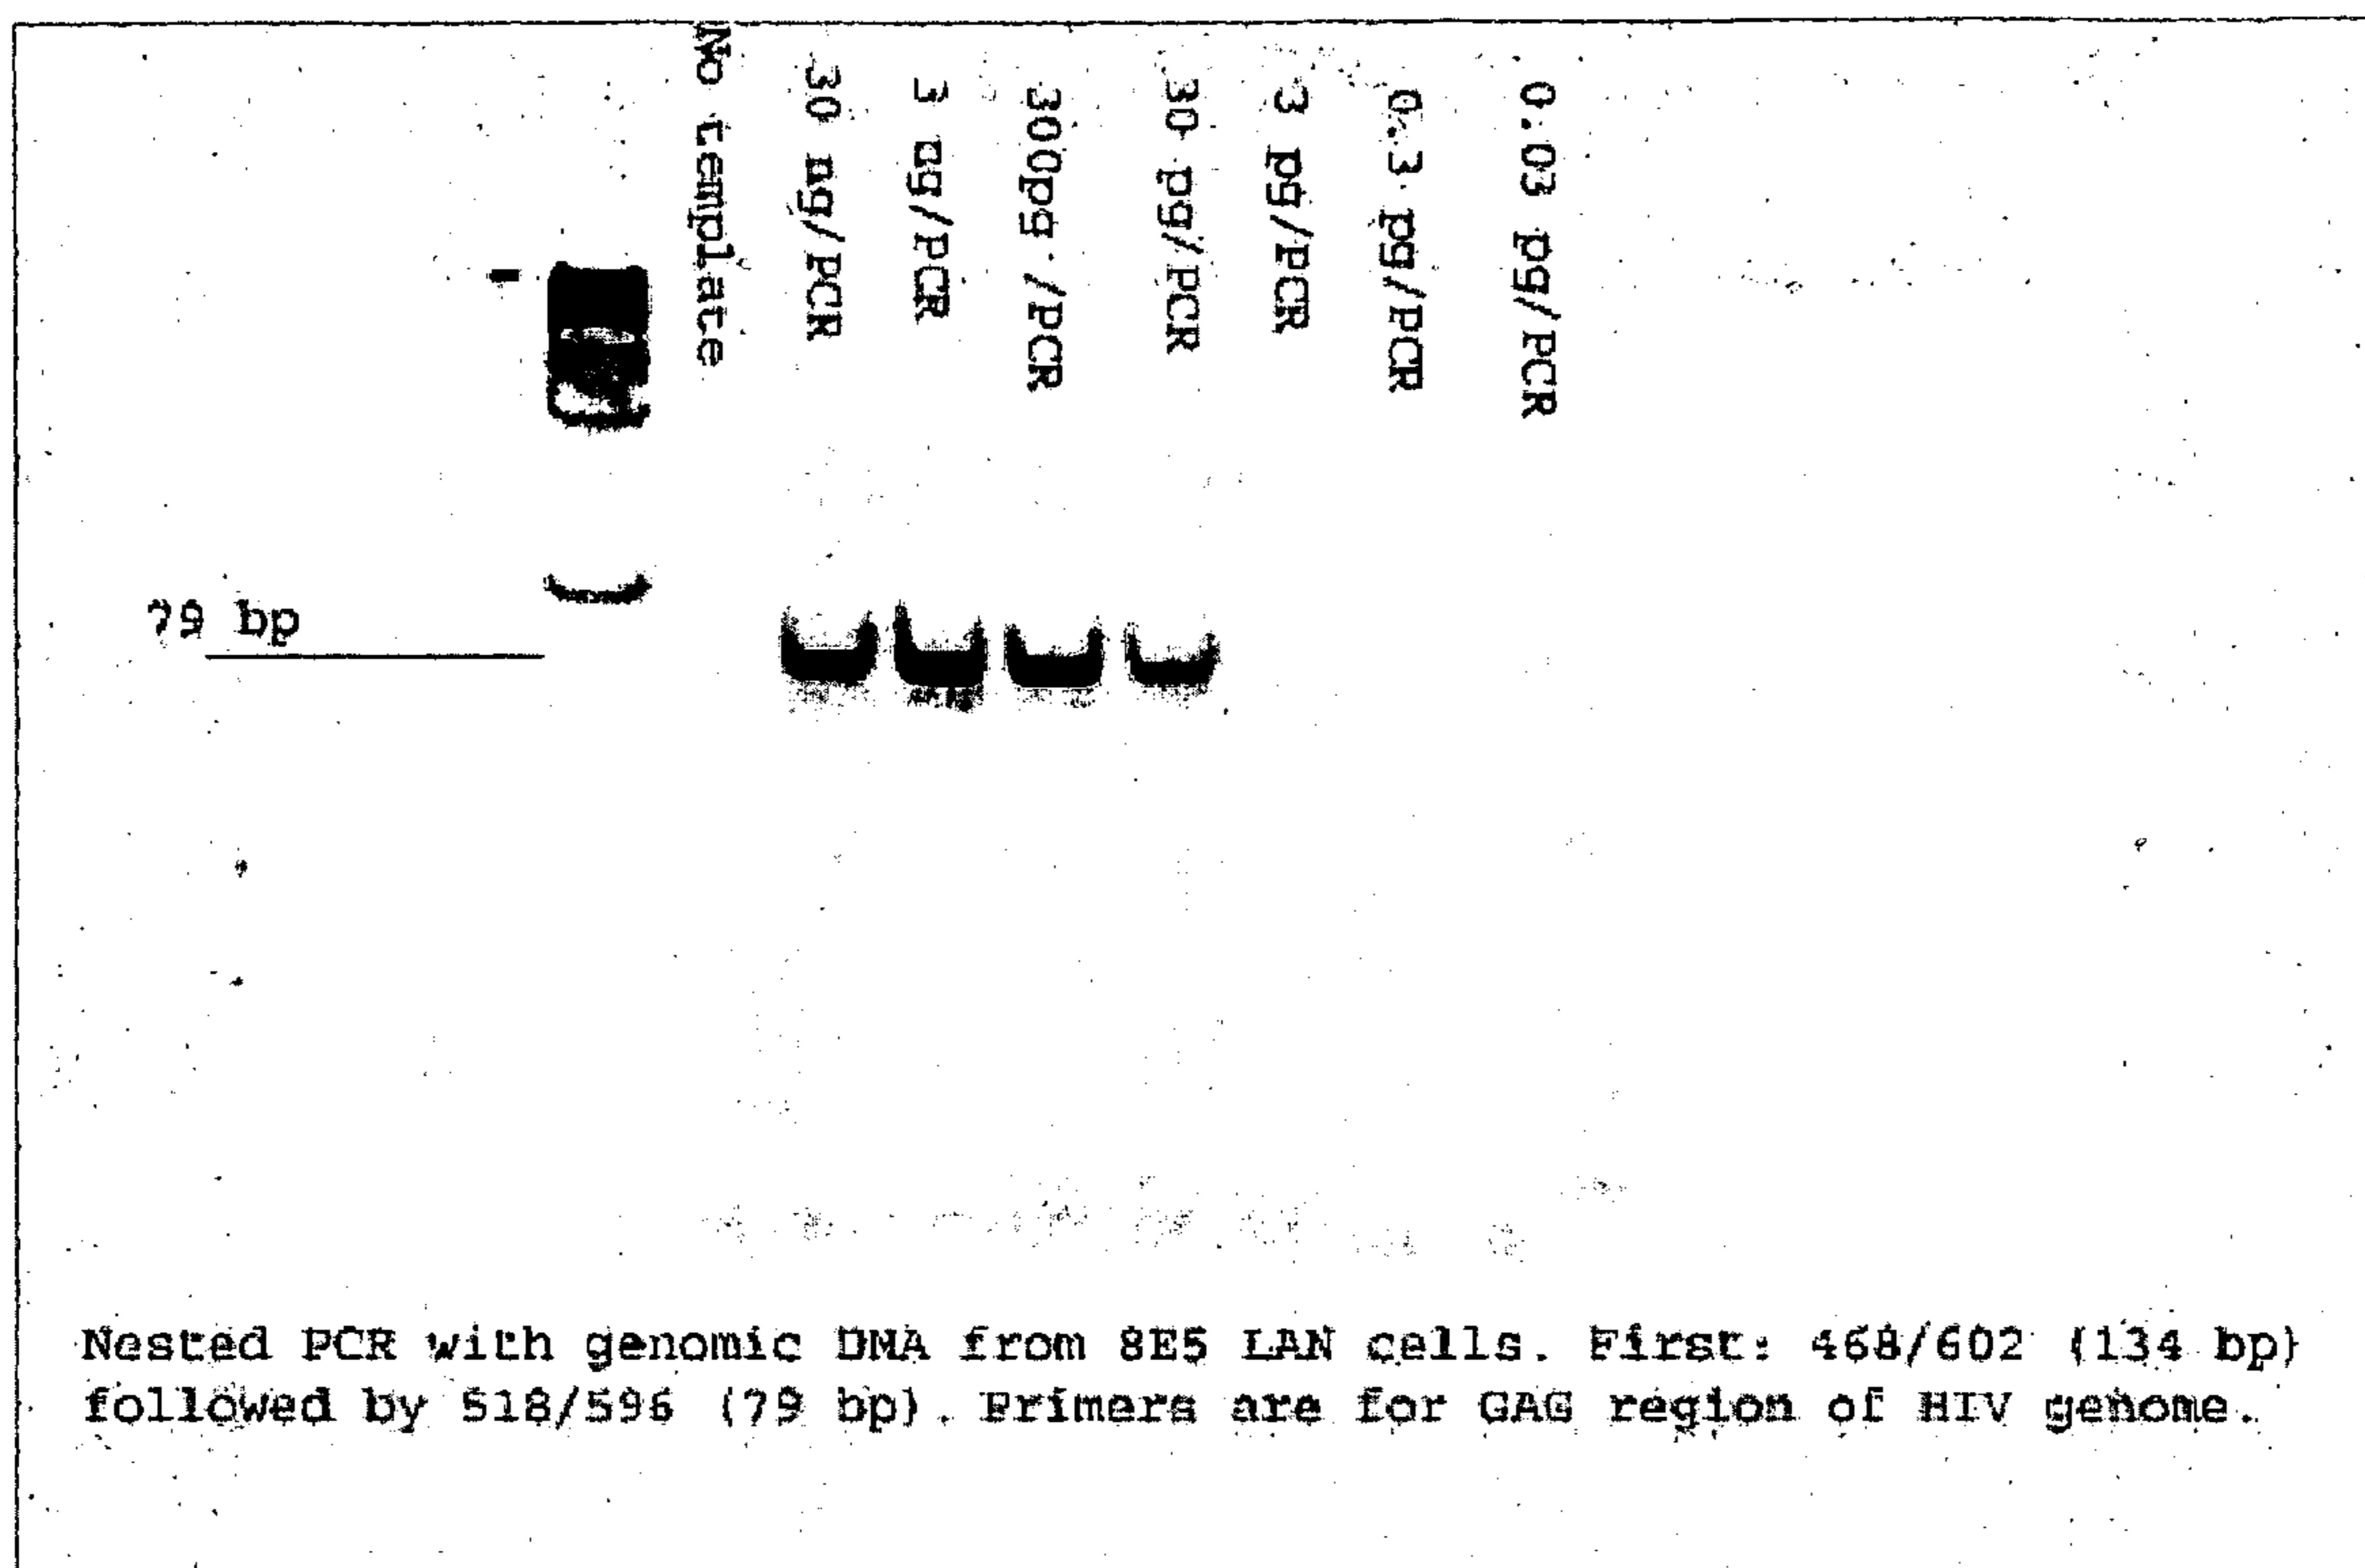 No template
30 ng/PCR
3 ng/PCR
300pg /PCR
30 pg/PCR
3 pg/PCR
0.3 pg/PCR
0.03 pg/PCR
79 bp
Nested PCR with genomic DNA from 8E5 LAN cells. First: 468/602 (134 bp)
followed by 518/596 (79 bp). Primers are for GAG region of HIV genome.